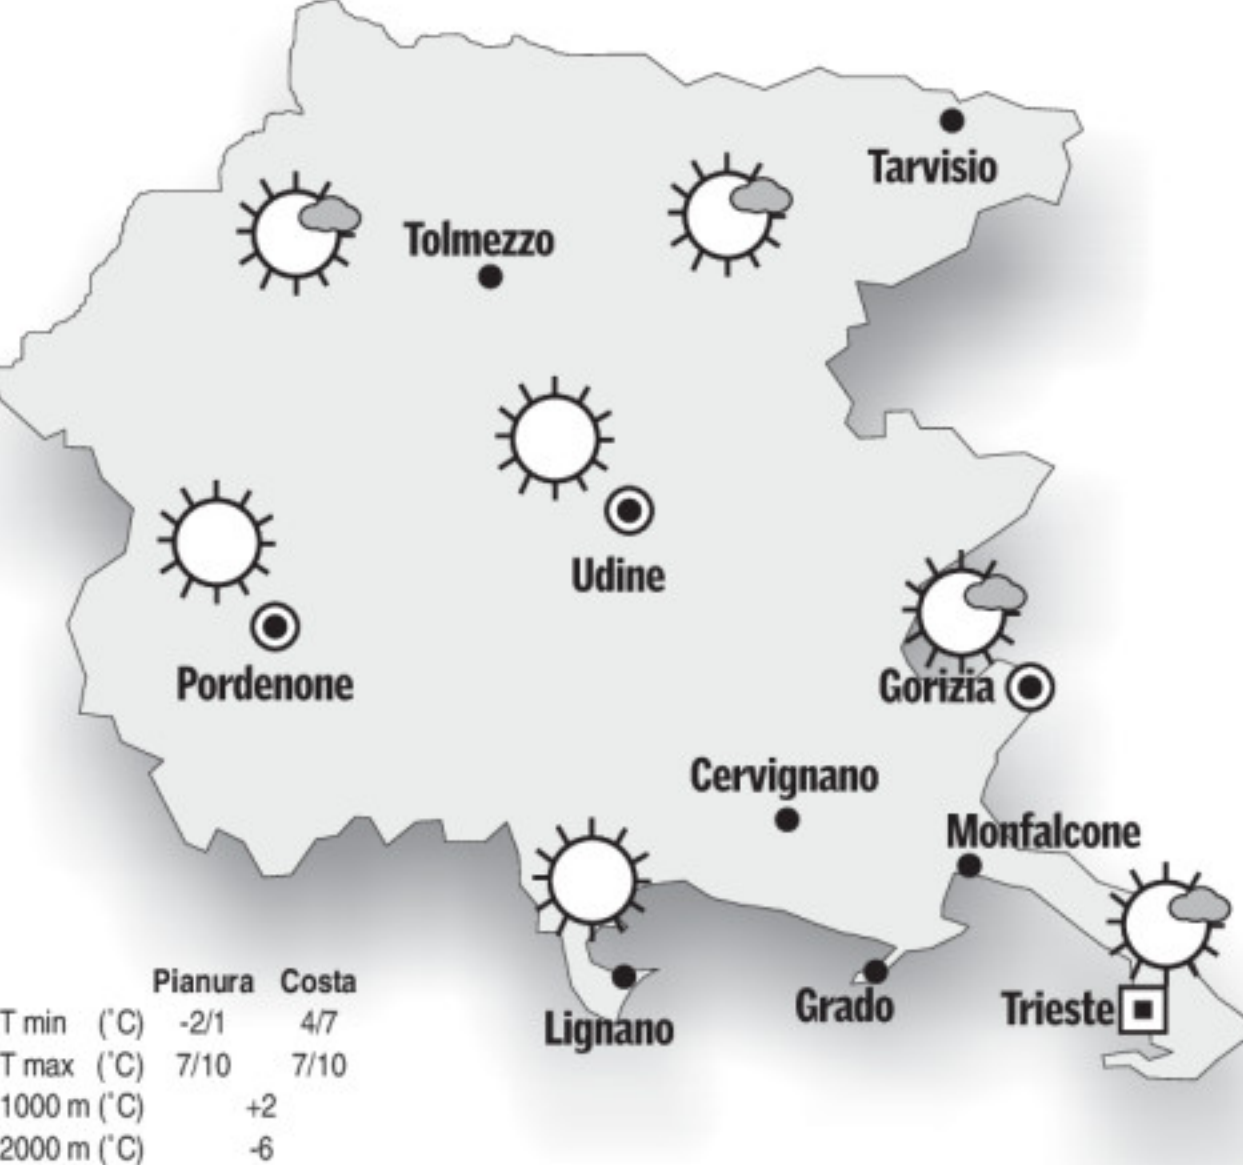 Tarvisio
Tolmezzo
Udine
Pordenone
Gorizia
Cervignano
Monfalcone
Grado
Trieste
Lignano
Pianura Costa
T min (˚C) -2/1 4/7
T max (˚C) 7/10 7/10
1000 m (˚C) +2
2000 m (˚C) -6